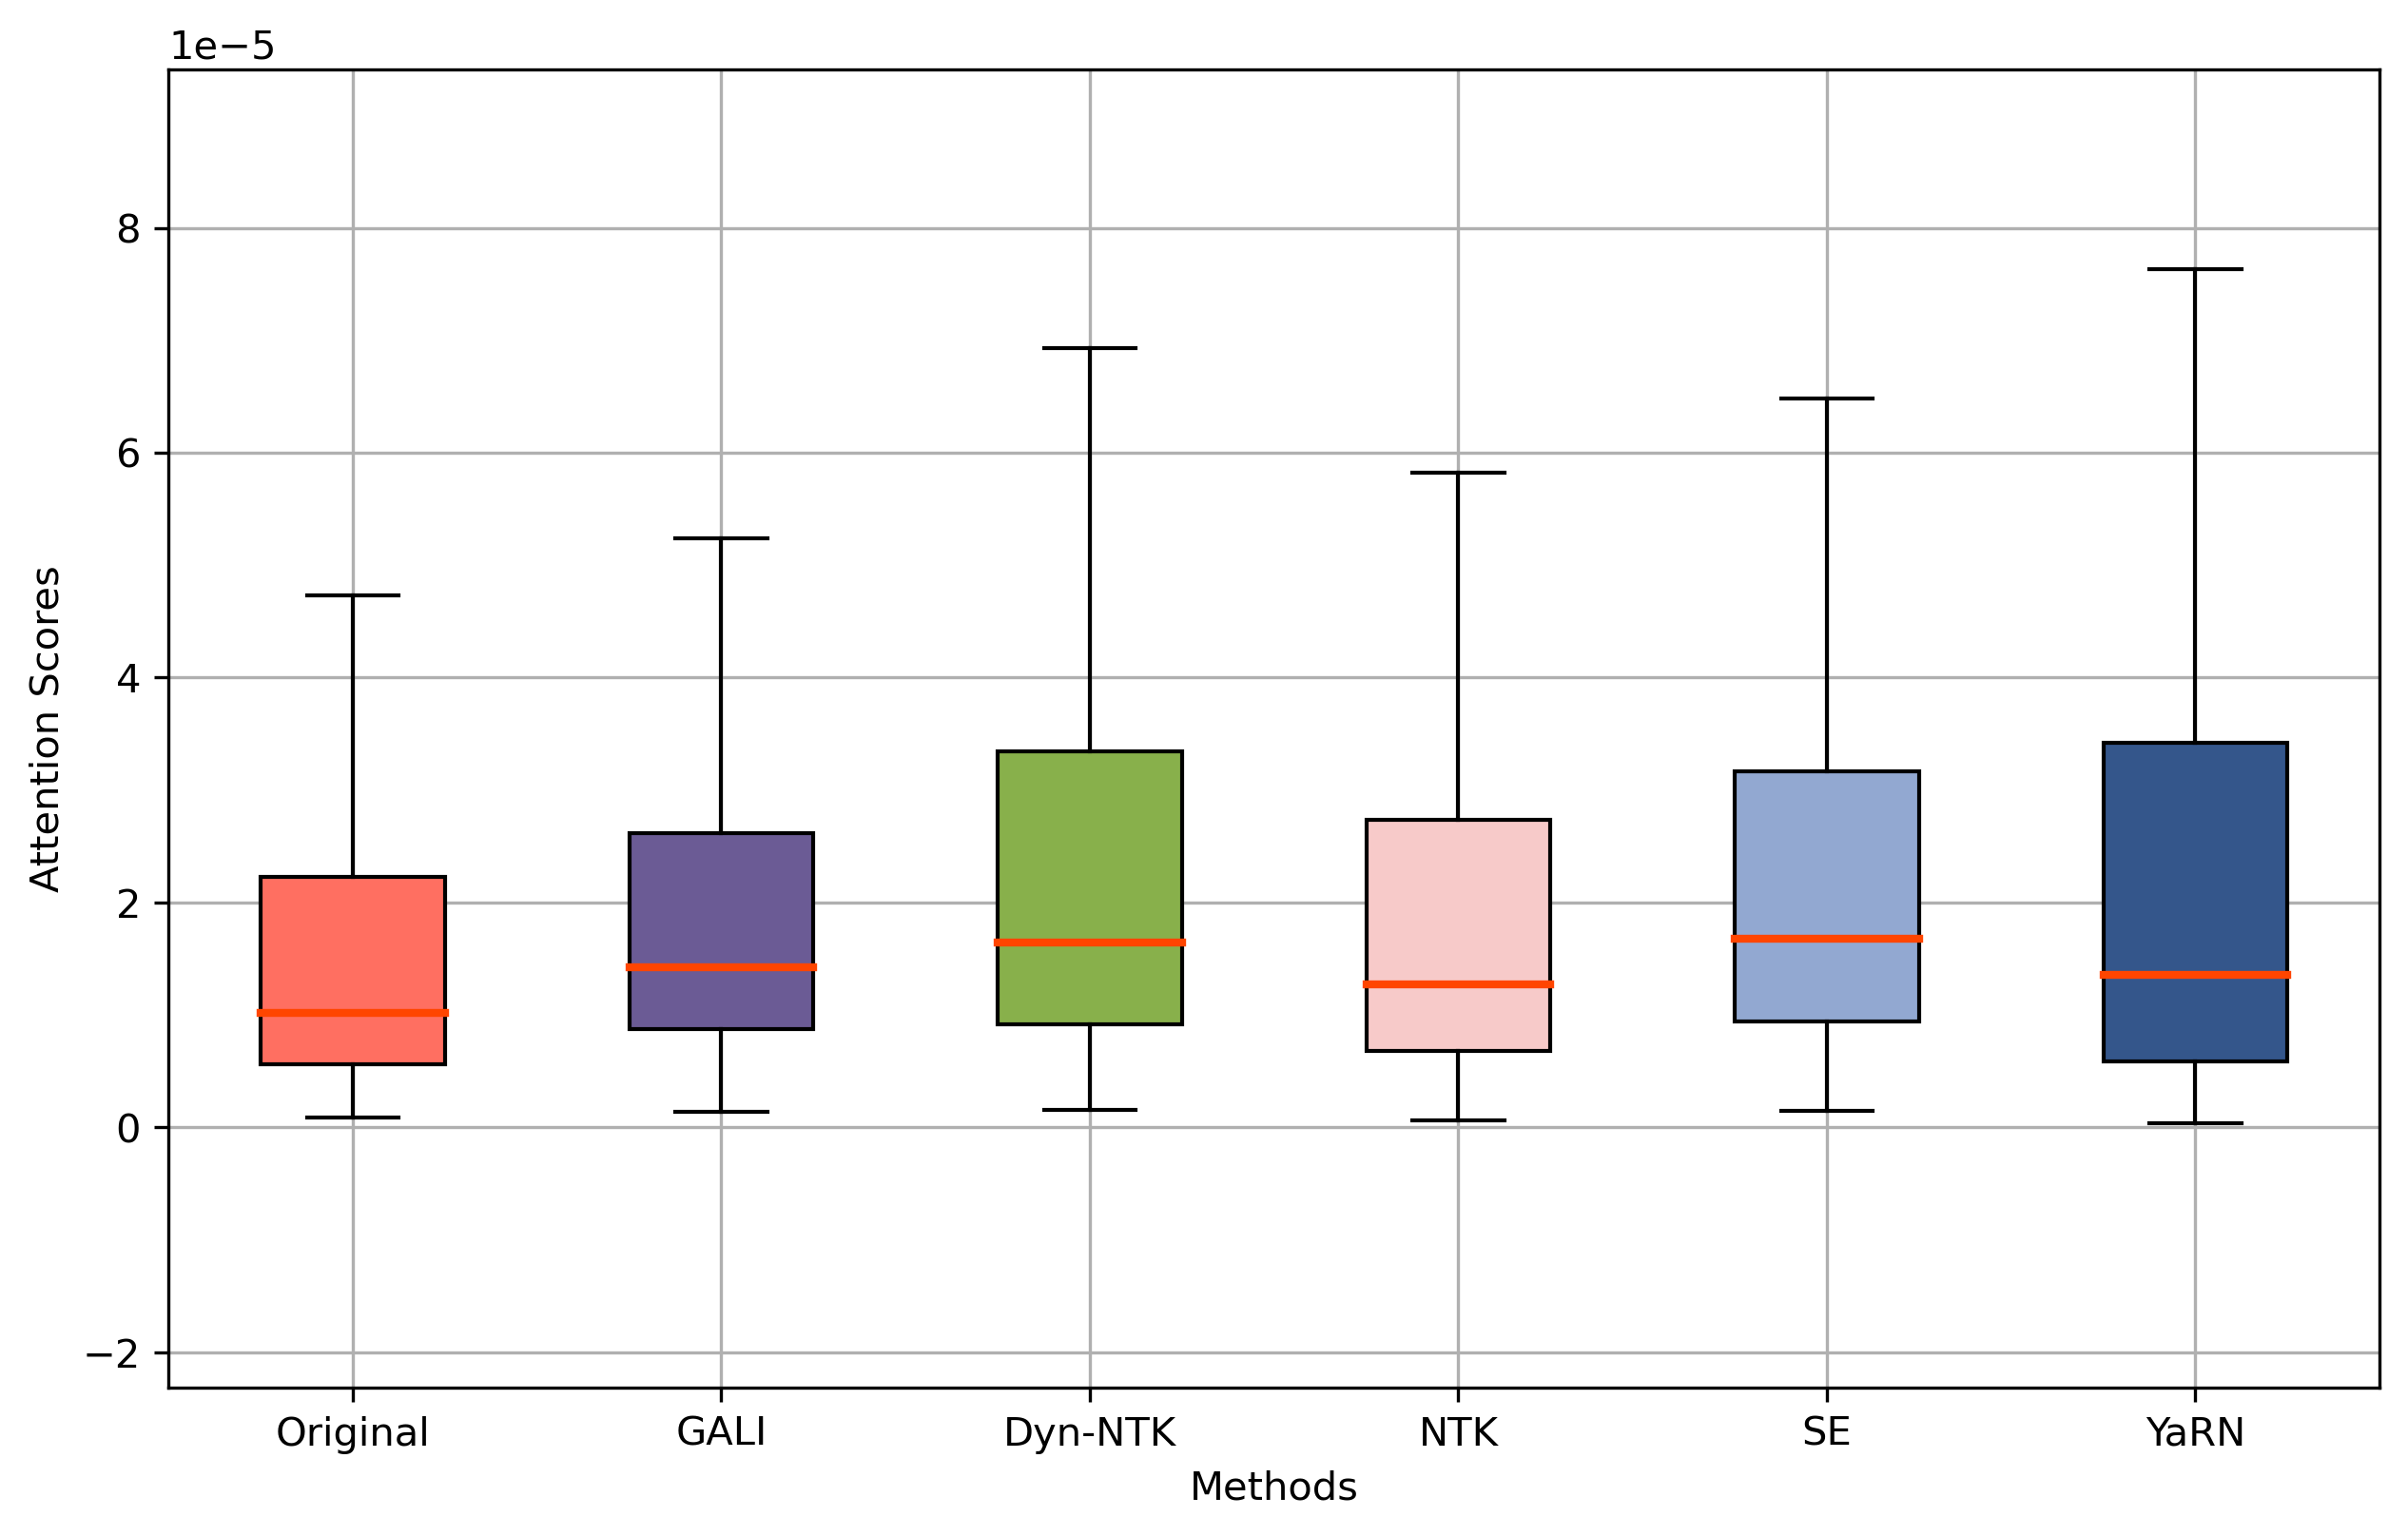 1e−5
8
6
4
2
0
−2
Attention Scores
Original GALI Dyn-NTK NTK SE YaRN
Methods